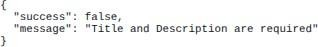 {
  "success": false,
  "message": "Title and Description are required"
}